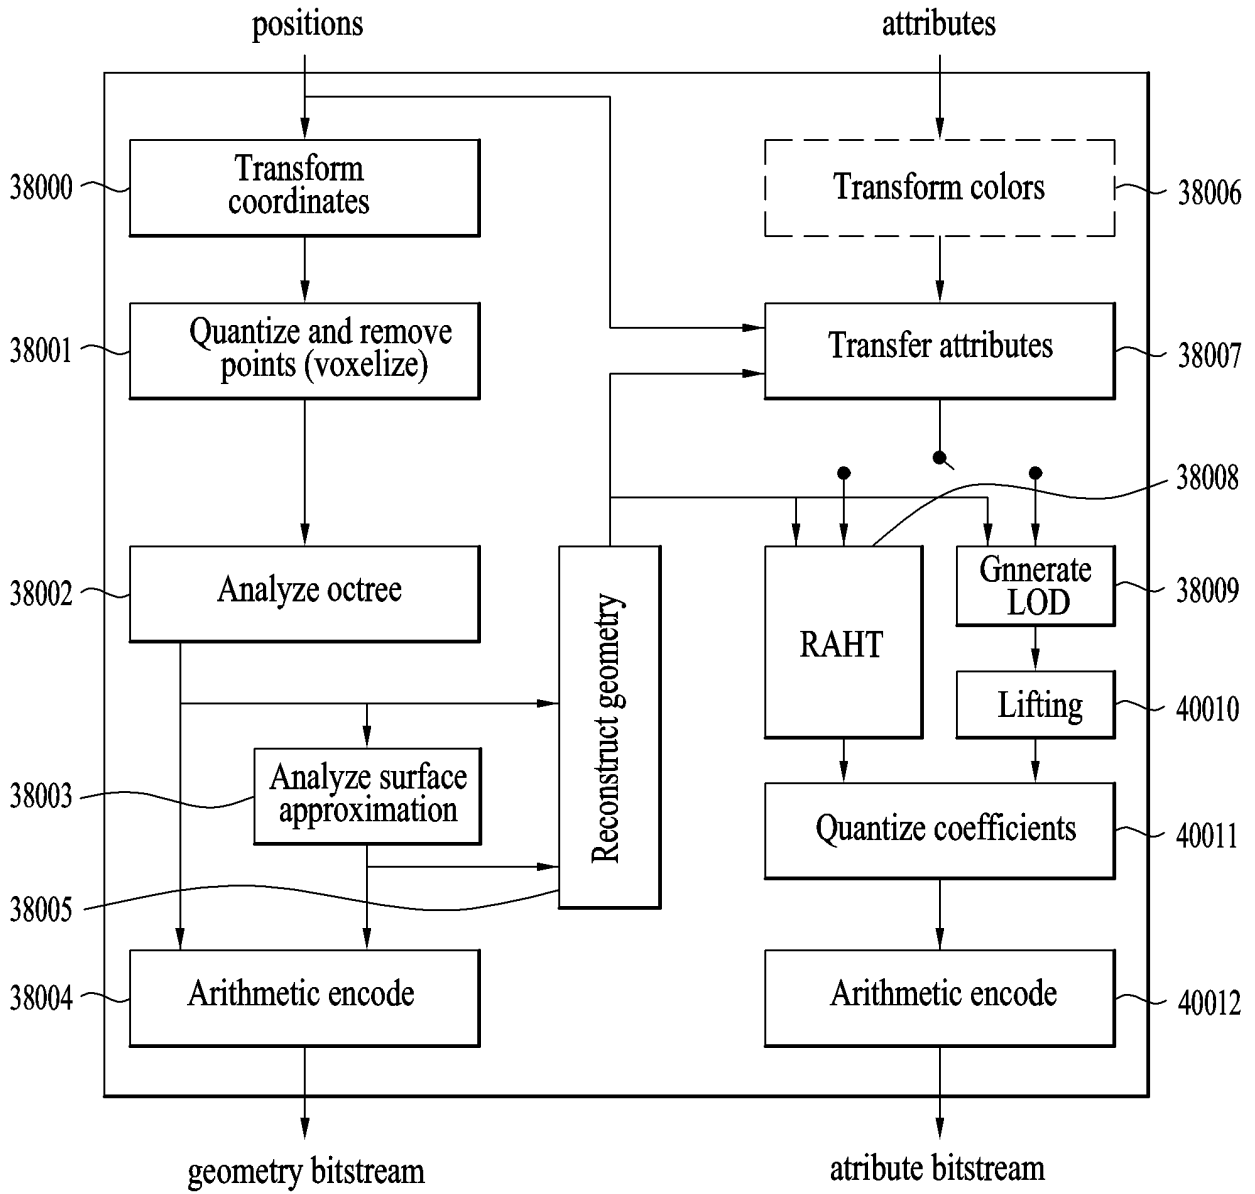 positions
attributes
38000
Transform
coordinates
Transform colors
38006
38001
Quantize and remove
points (voxelize)
Transfer attributes
38007
38008
38002
Analyze octree
Reconstruct geometry
RAHT
Gnnerate
LOD
38009
Lifting
40010
38003
Analyze surface
approximation
Quantize coefficients
40011
38005
38004
Arithmetic encode
Arithmetic encode
40012
geometry bitstream
atribute bitstream